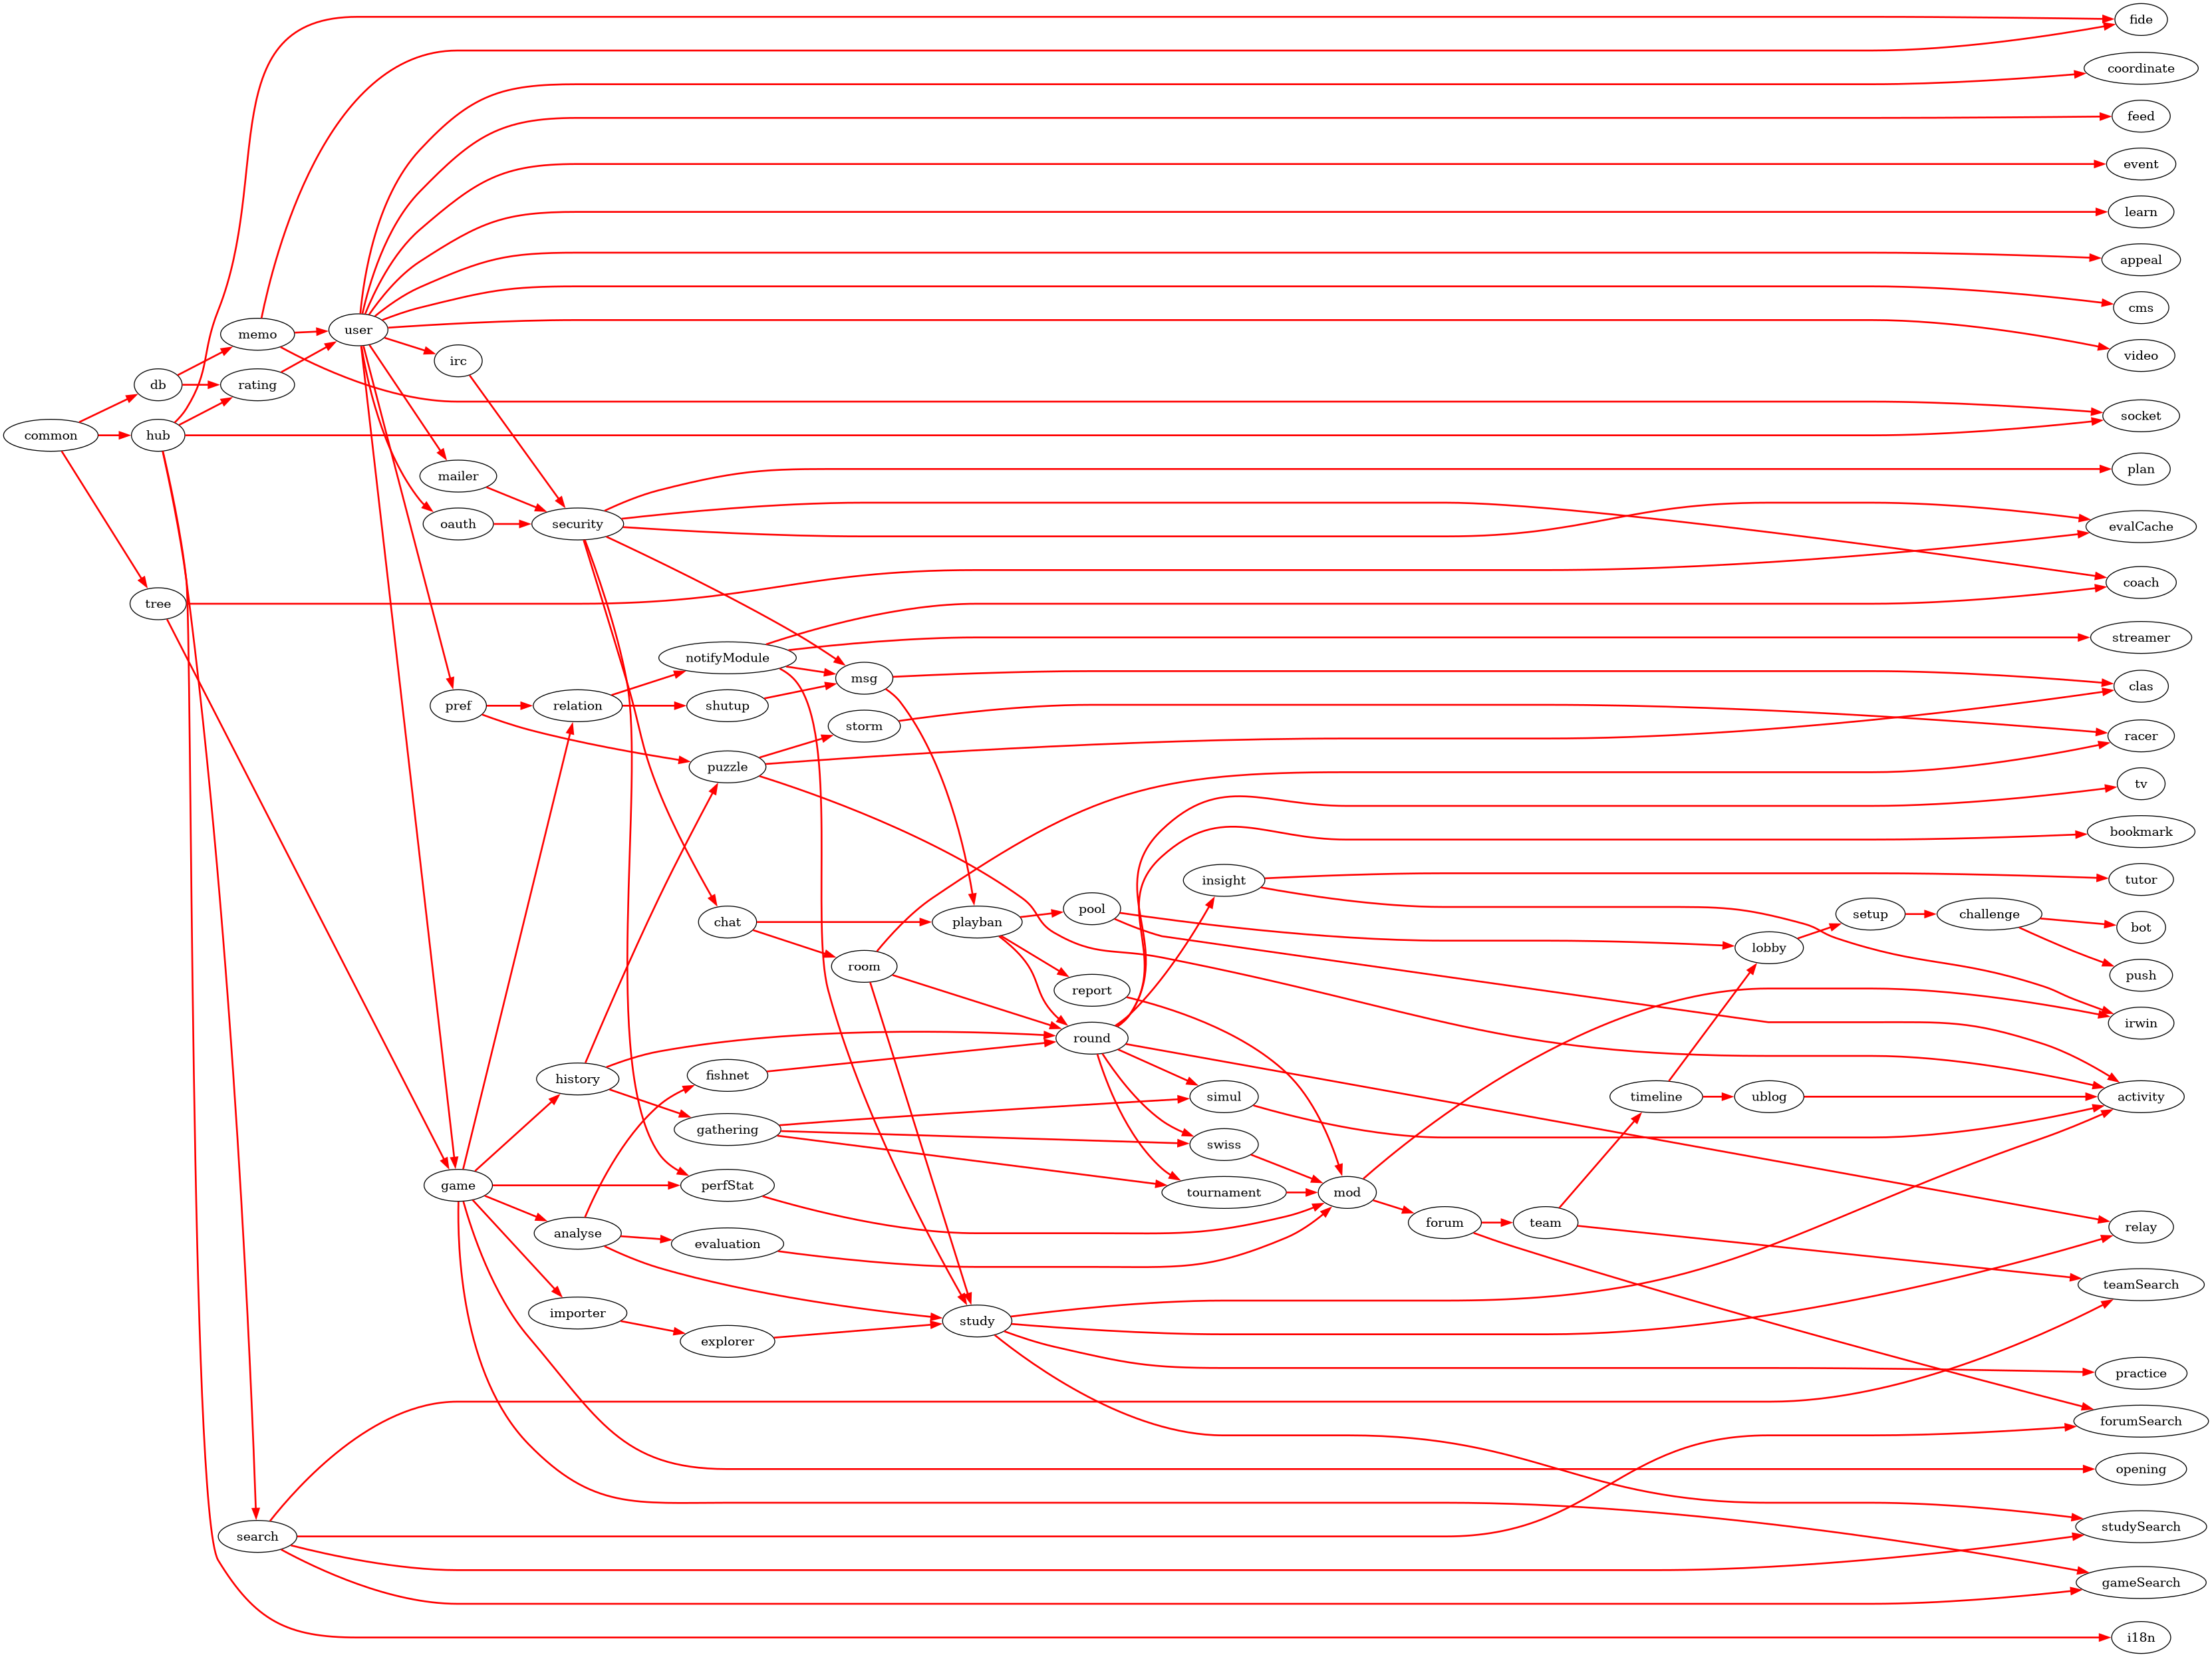 fide
coordinate
feed
event
learn
appeal
cms
video
memo
user
irc
db
rating
socket
common
hub
mailer
plan
oauth
security
evalCache
coach
tree
notifyModule
streamer
msg
clas
pref
relation
shutup
storm
racer
puzzle
tv
bookmark
insight
tutor
pool
setup
challenge
chat
playban
bot
lobby
room
push
report
irwin
round
history
fishnet
simul
timeline
ublog
activity
gathering
swiss
game
perfStat
tournament
mod
forum
team
relay
analyse
evaluation
teamSearch
importer
study
explorer
practice
forumSearch
opening
search
studySearch
gameSearch
i18n